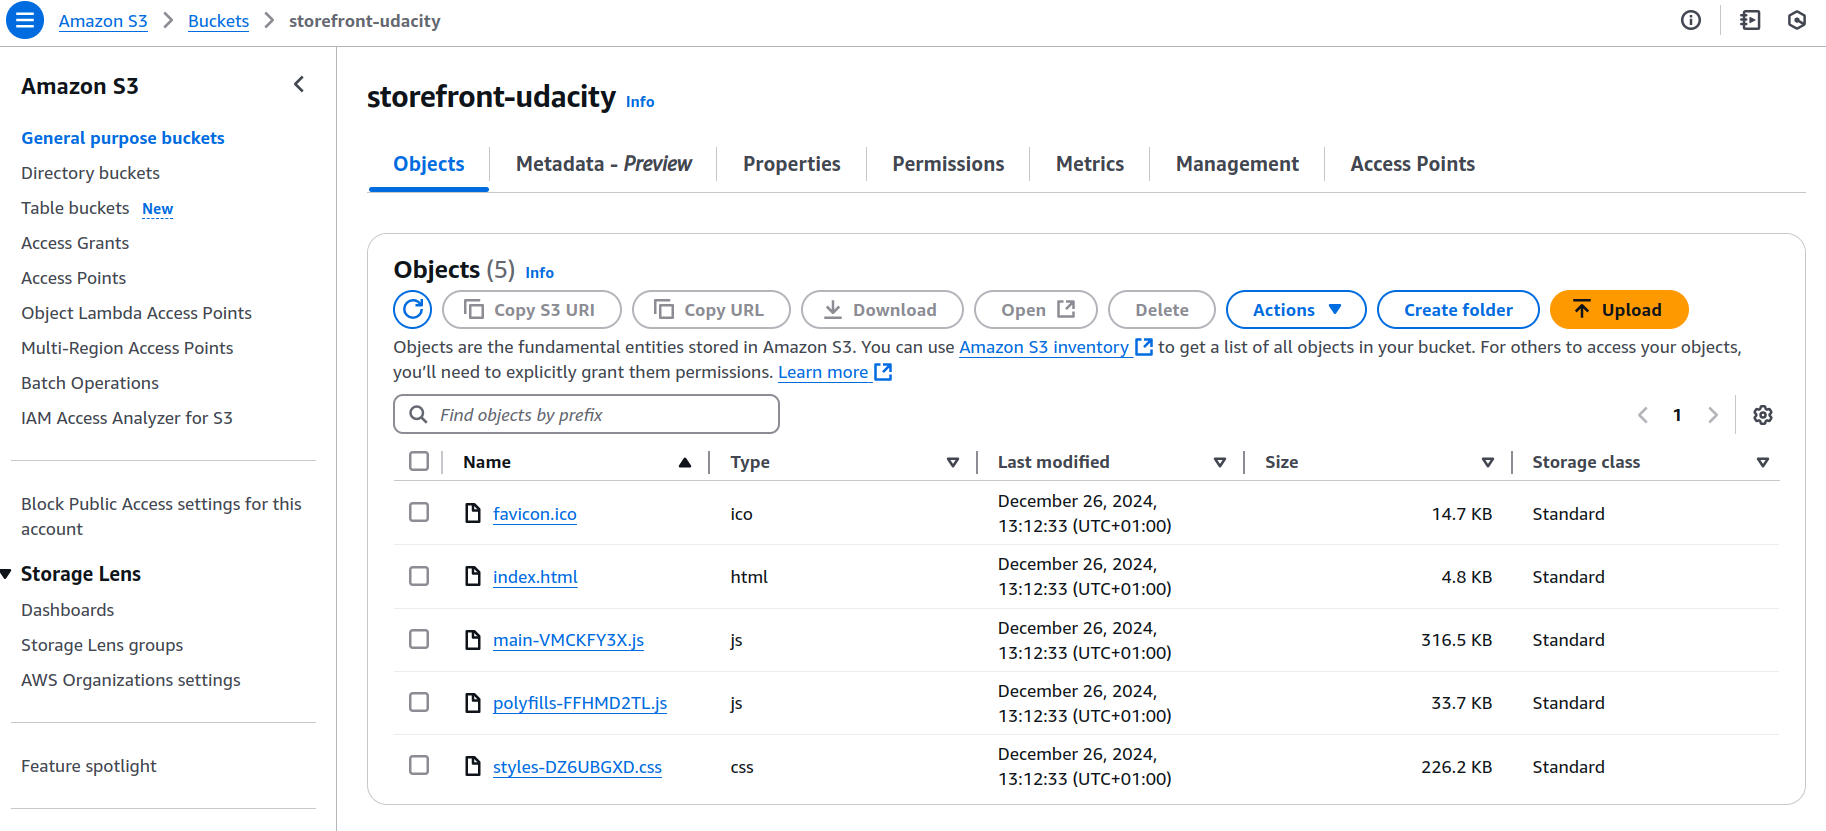 Amazon S3 > Buckets > storefront-udacity
Amazon S3
General purpose buckets
Directory buckets
Table buckets New
Access Grants
Access Points
Object Lambda Access Points
Multi-Region Access Points
Batch Operations
IAM Access Analyzer for S3
Block Public Access settings for this
account
Storage Lens
Dashboards
Storage Lens groups
AWS Organizations settings
Feature spotlight
storefront-udacity Info
Objects Metadata - Preview Properties Permissions Metrics Management Access Points
Objects (5) Info
Copy S3 URI Copy URL Download Open Delete Actions Create folder Upload
Objects are the fundamental entities stored in Amazon S3. You can use Amazon S3 inventory to get a list of all objects in your bucket. For others to access your objects,
you'll need to explicitly grant them permissions. Learn more
Find objects by prefix
1
Name Type Last modified Size Storage class
favicon.ico ico December 26, 2024, 14.7 KB Standard
13:12:33 (UTC+01:00)
index.html html December 26, 2024, 4.8 KB Standard
13:12:33 (UTC+01:00)
main-VMCKFY3X.js js December 26, 2024, 316.5 KB Standard
13:12:33 (UTC+01:00)
polyfills-FFHMD2TL.js js December 26, 2024, 33.7 KB Standard
13:12:33 (UTC+01:00)
styles-DZ6UBGXD.css css December 26, 2024, 226.2 KB Standard
13:12:33 (UTC+01:00)